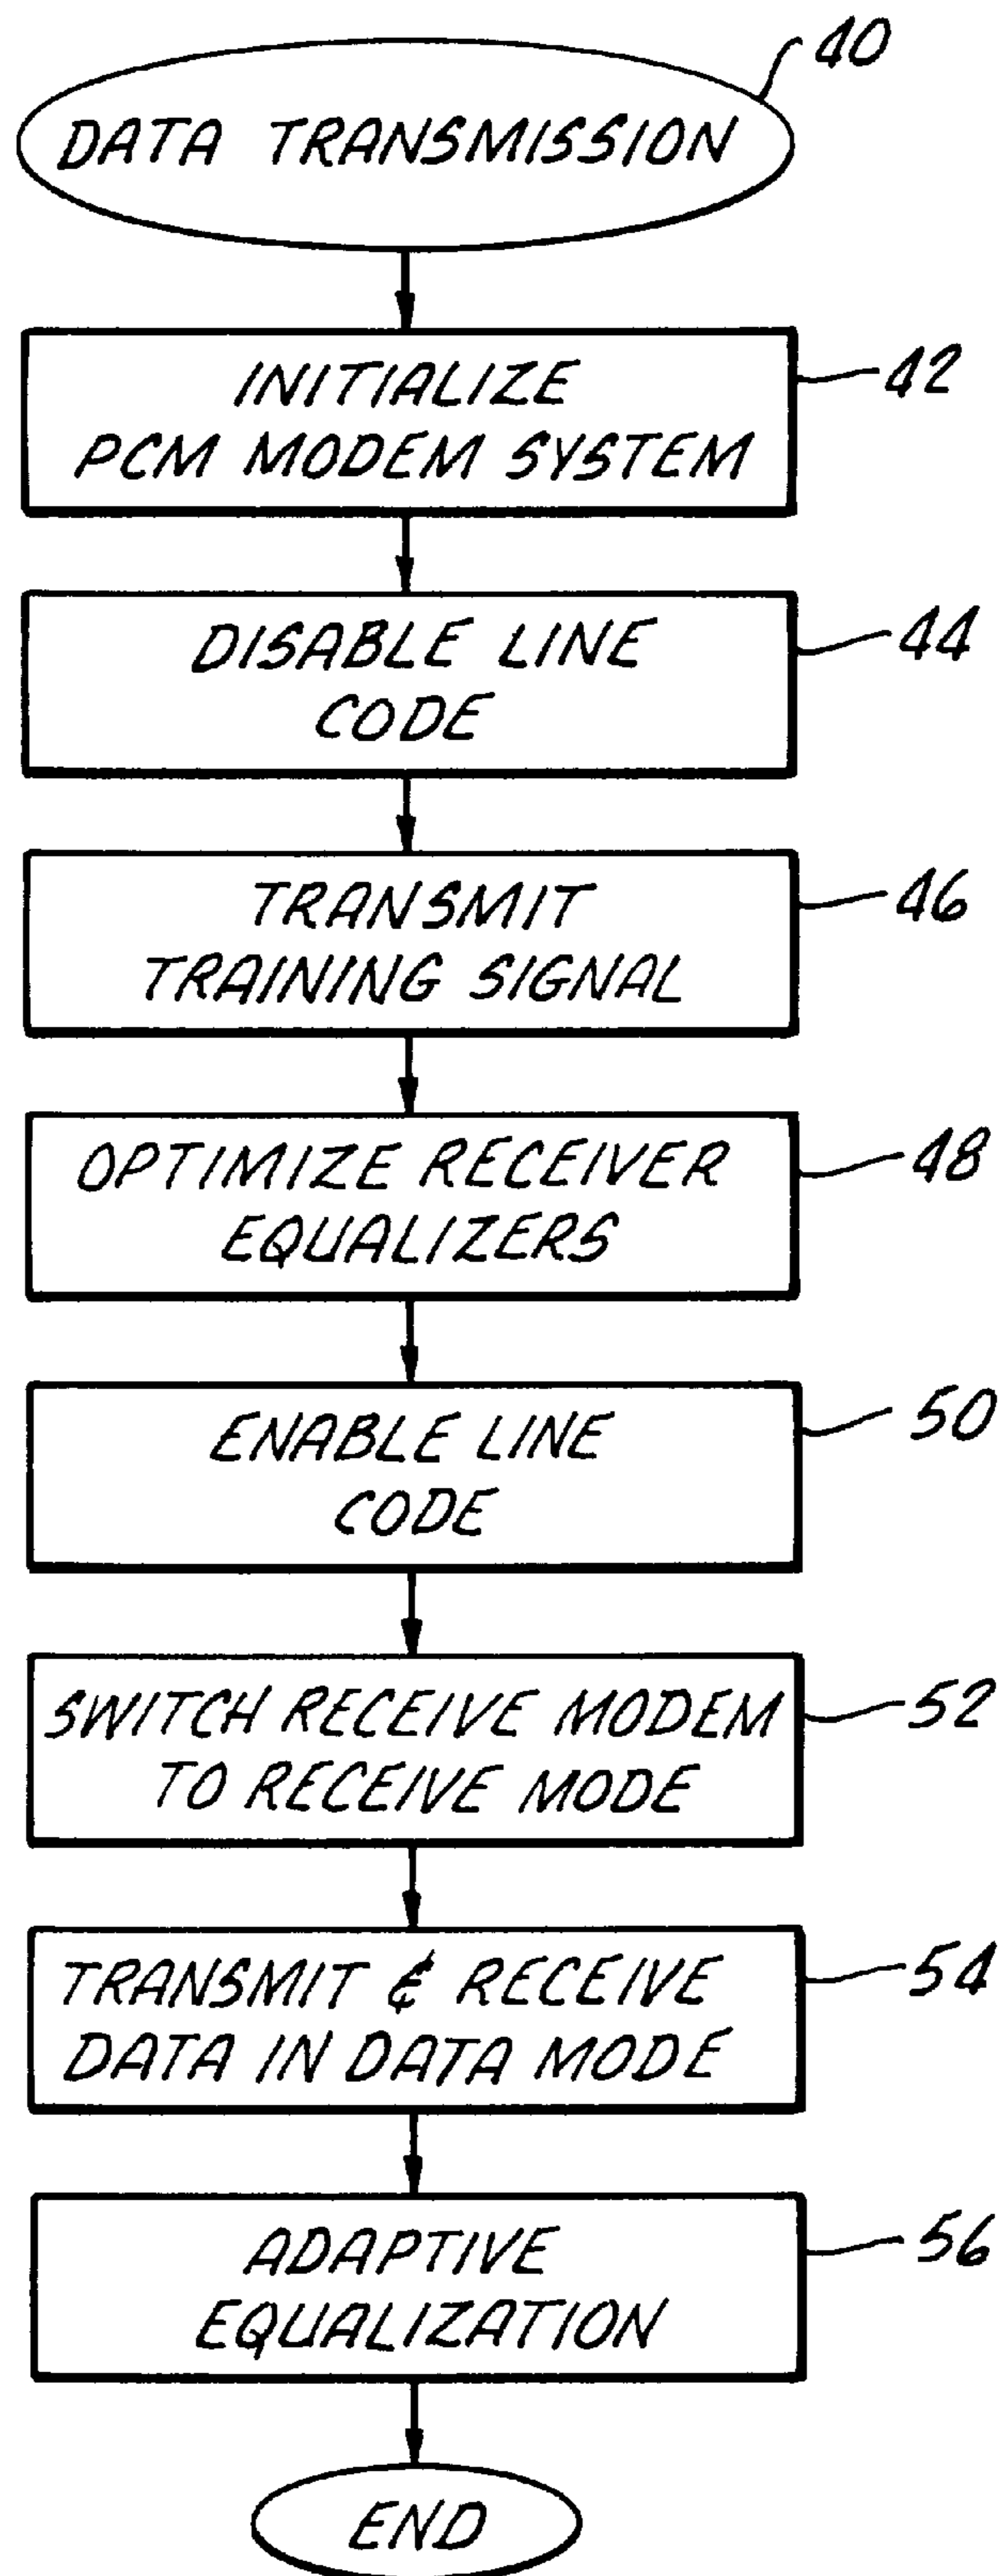 40
DATA TRANSMISSION
INITIALIZE
PCM MODEM SYSTEM
42
DISABLE LINE
CODE
44
TRANSMIT
TRAINING SIGNAL
46
OPTIMIZE RECEIVER
EQUALIZERS
48
ENABLE LINE
CODE
50
SWITCH RECEIVE MODEM
TO RECEIVE MODE
52
TRANSMIT & RECEIVE
DATA IN DATA MODE
54
ADAPTIVE
EQUALIZATION
56
END